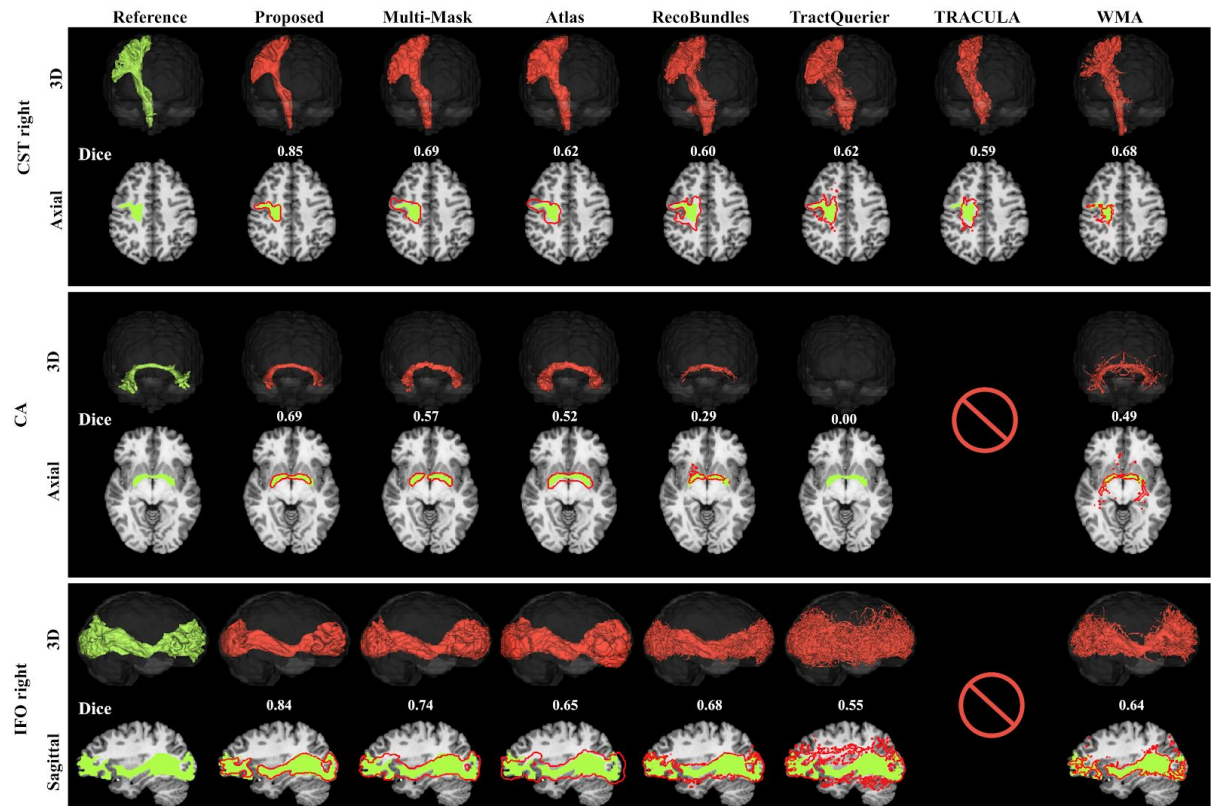 Reference Proposed Multi-Mask Atlas RecoBundles TractQuerier TRACULA WMA
CST right
3D
Dice 0.85 0.69 0.62 0.60 0.62 0.59 0.68
Axial
CA
3D
Dice 0.69 0.57 0.52 0.29 0.00 0.49
Axial
IFO right
3D
Dice 0.84 0.74 0.65 0.68 0.55 0.64
Sagittal